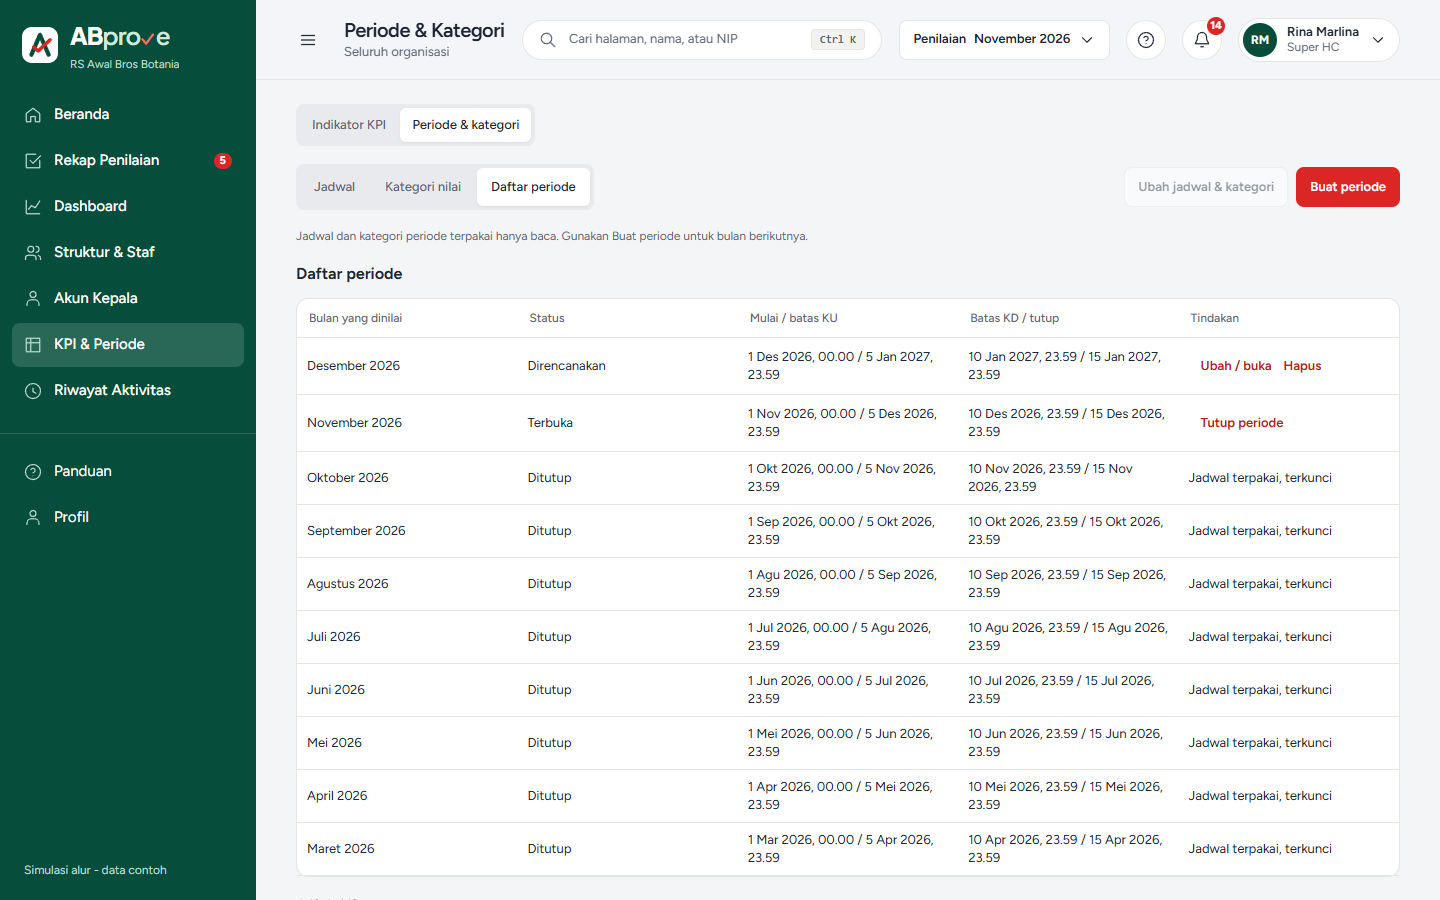 ABprove
RS Awal Bros Botania
Beranda
Rekap Penilaian 5
Dashboard
Struktur & Staf
Akun Kepala
KPI & Periode
Riwayat Aktivitas
Panduan
Profil
Simulasi alur - data contoh
Periode & Kategori
Seluruh organisasi
Cari halaman, nama, atau NIP Ctrl K
Penilaian November 2026
14
RM
Rina Marlina
Super HC
Indikator KPI Periode & kategori
Jadwal Kategori nilai Daftar periode
Ubah jadwal & kategori Buat periode
Jadwal dan kategori periode terpakai hanya baca. Gunakan Buat periode untuk bulan berikutnya.
Daftar periode
Bulan yang dinilai Status Mulai / batas KU Batas KD / tutup Tindakan
Desember 2026 Direncanakan 1 Des 2026, 00.00 / 5 Jan 2027, 10 Jan 2027, 23.59 / 15 Jan 2027, Ubah / buka Hapus
23.59 23.59
November 2026 Terbuka 1 Nov 2026, 00.00 / 5 Des 2026, 10 Des 2026, 23.59 / 15 Des 2026, Tutup periode
23.59 23.59
Oktober 2026 Ditutup 1 Okt 2026, 00.00 / 5 Nov 2026, 10 Nov 2026, 23.59 / 15 Nov Jadwal terpakai, terkunci
23.59 2026, 23.59
September 2026 Ditutup 1 Sep 2026, 00.00 / 5 Okt 2026, 10 Okt 2026, 23.59 / 15 Okt 2026, Jadwal terpakai, terkunci
23.59 23.59
Agustus 2026 Ditutup 1 Agu 2026, 00.00 / 5 Sep 2026, 10 Sep 2026, 23.59 / 15 Sep 2026, Jadwal terpakai, terkunci
23.59 23.59
Juli 2026 Ditutup 1 Jul 2026, 00.00 / 5 Agu 2026, 10 Agu 2026, 23.59 / 15 Agu 2026, Jadwal terpakai, terkunci
23.59 23.59
Juni 2026 Ditutup 1 Jun 2026, 00.00 / 5 Jul 2026, 10 Jul 2026, 23.59 / 15 Jul 2026, Jadwal terpakai, terkunci
23.59 23.59
Mei 2026 Ditutup 1 Mei 2026, 00.00 / 5 Jun 2026, 10 Jun 2026, 23.59 / 15 Jun 2026, Jadwal terpakai, terkunci
23.59 23.59
April 2026 Ditutup 1 Apr 2026, 00.00 / 5 Mei 2026, 10 Mei 2026, 23.59 / 15 Mei 2026, Jadwal terpakai, terkunci
23.59 23.59
Maret 2026 Ditutup 1 Mar 2026, 00.00 / 5 Apr 2026, 10 Apr 2026, 23.59 / 15 Apr 2026, Jadwal terpakai, terkunci
23.59 23.59